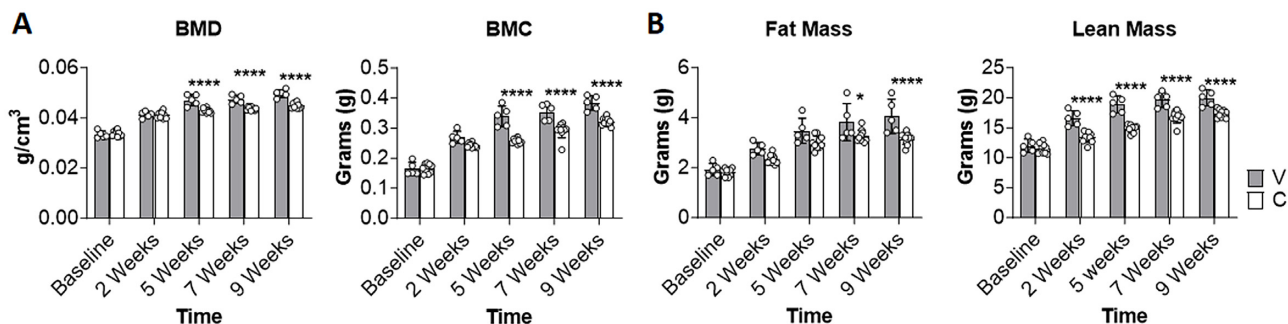 A
BMD
g/cm³
0.06
0.04
0.02
0.00
****
****
****
Baseline
2 Weeks
5 Weeks
7 Weeks
9 Weeks
Time
BMC
Grams (g)
0.5
0.4
0.3
0.2
0.1
0.0
****
****
****
Baseline
2 Weeks
5 Weeks
7 Weeks
9 Weeks
Time
B
Fat Mass
Grams (g)
6
4
2
0
*
****
Baseline
2 Weeks
5 Weeks
7 Weeks
9 Weeks
Time
Lean Mass
Grams (g)
25
20
15
10
5
0
****
****
****
****
Baseline
2 Weeks
5 weeks
7 Weeks
9 Weeks
Time
V
C